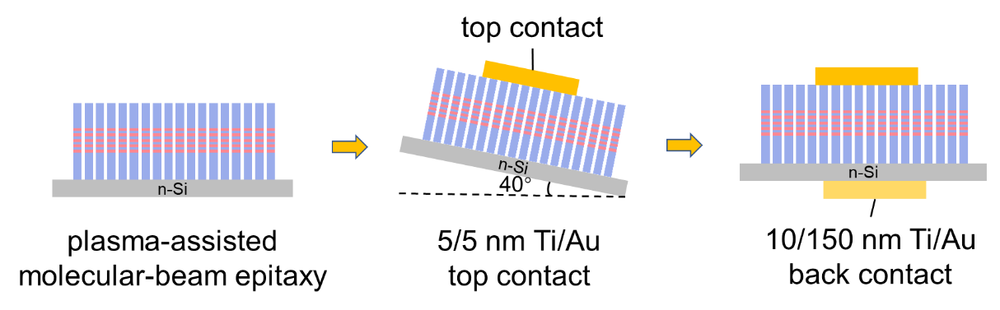 top contact
n-Si
n-Si
40°
n-Si
plasma-assisted
molecular-beam epitaxy
5/5 nm Ti/Au
top contact
10/150 nm Ti/Au
back contact